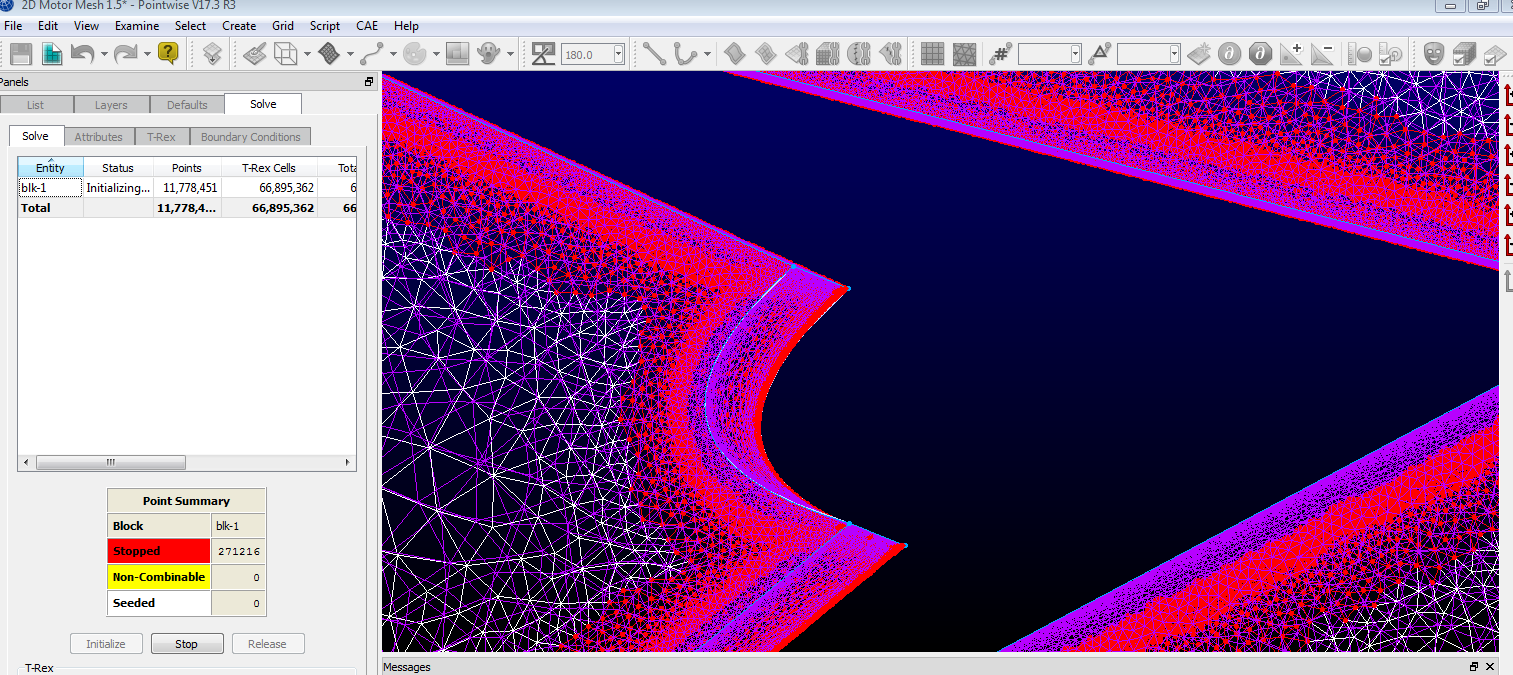 2D Motor Mesh 1.5* - Pointwise V17.3 R3
File Edit View Examine Select Create Grid Script CAE Help
180.0
Panels
List Layers Defaults Solve
Solve Attributes T-Rex Boundary Conditions
Entity Status Points T-Rex Cells Tota
blk-1 Initializing... 11,778,451 66,895,362 6
Total 11,778,4... 66,895,362 66
Point Summary
Block blk-1
Stopped 271216
Non-Combinable 0
Seeded 0
Initialize Stop Release
T-Rex
Messages